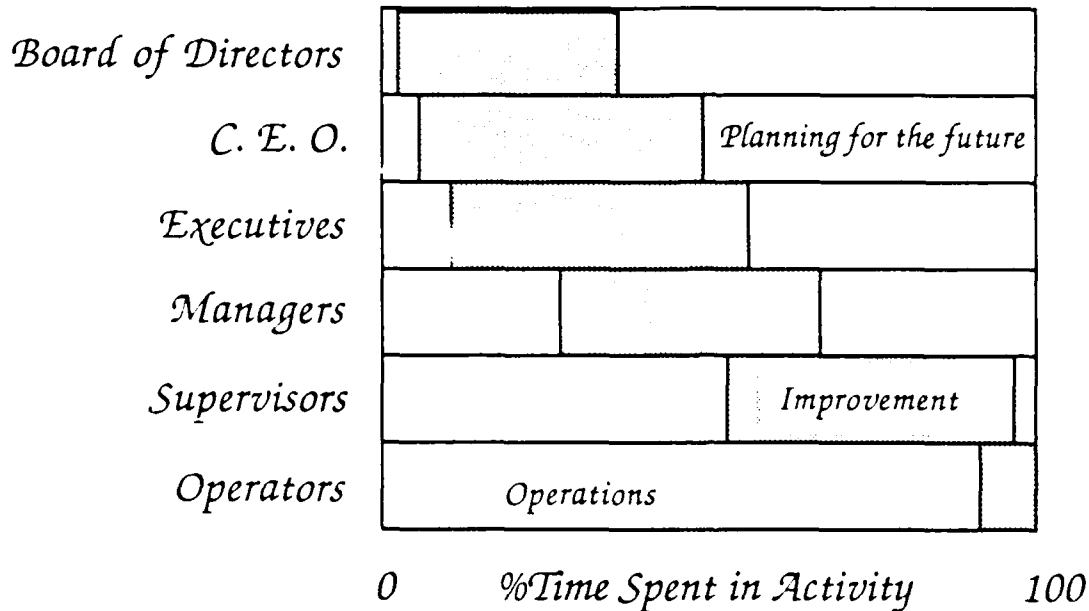 Board of Directors
C. E. O.
Planning for the future
Executives
Managers
Supervisors
Improvement
Operators
Operations
0 %Time Spent in Activity 100